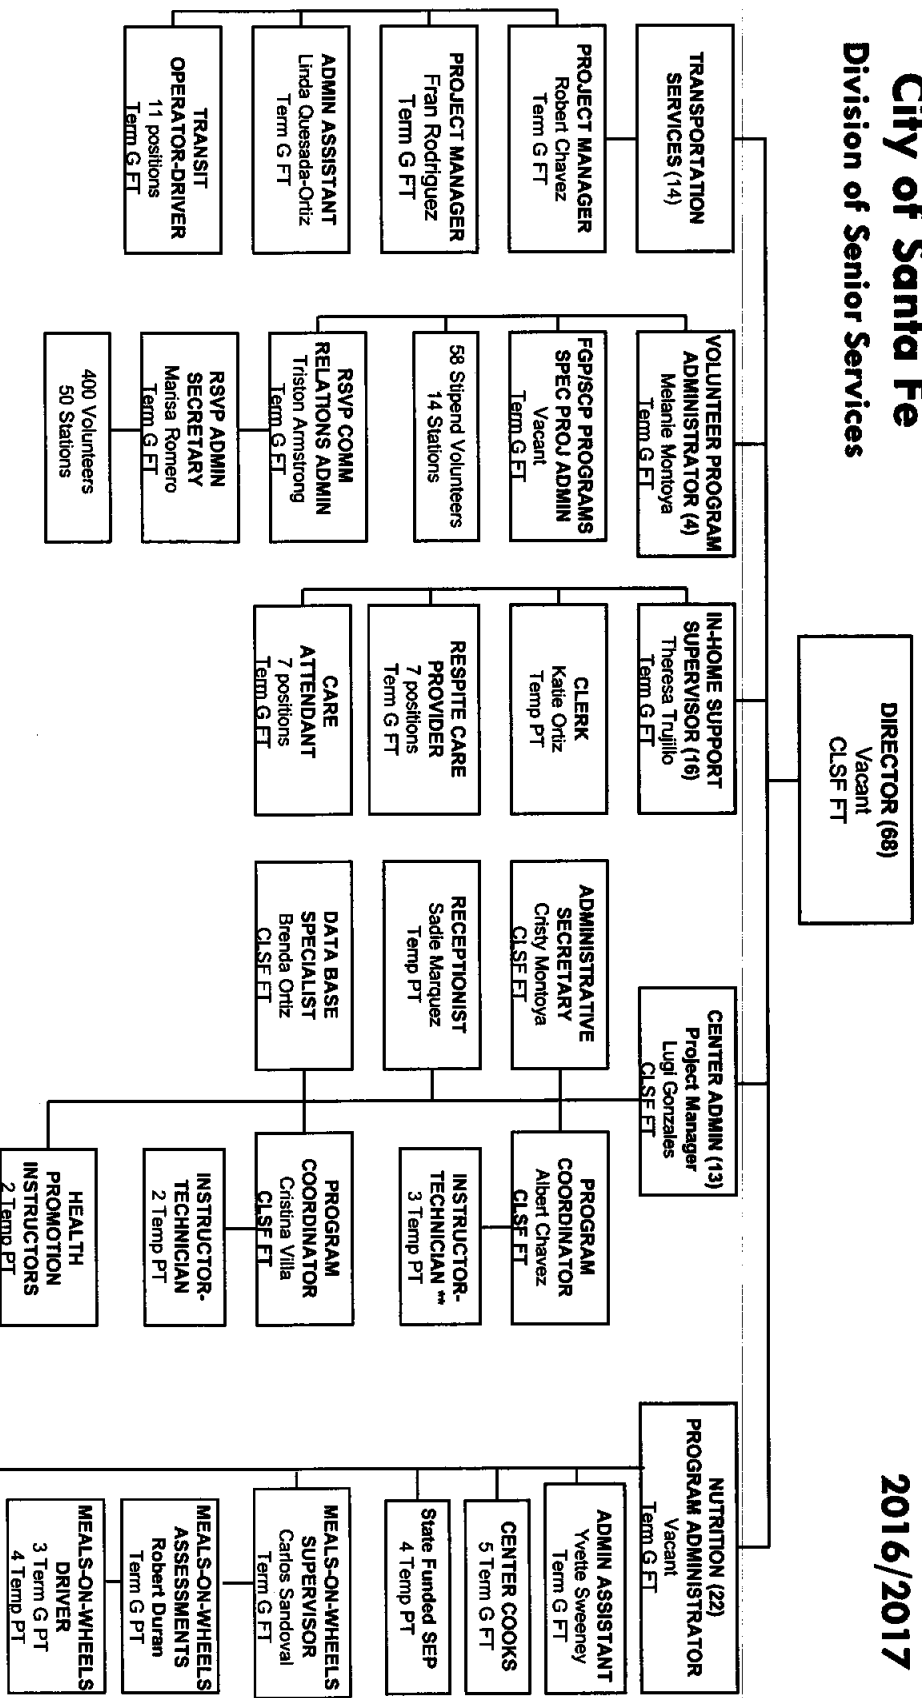 City of Santa Fe
Division of Senior Services
2016/2017
DIRECTOR (68)
Vacant
CLSF FT
TRANSPORTATION
SERVICES (14)
PROJECT MANAGER
Robert Chavez
Term G FT
PROJECT MANAGER
Fran Rodriguez
Term G FT
ADMIN ASSISTANT
Linda Quesada-Ortiz
Term G FT
TRANSIT
OPERATOR-DRIVER
11 positions
Term G FT
VOLUNTEER PROGRAM
ADMINISTRATOR (4)
Melanie Montoya
Term G FT
FGP/SCP PROGRAMS
SPEC PROJ ADMIN
Vacant
Term G FT
58 Stipend Volunteers
14 Stations
RSVP COMM
RELATIONS ADMIN
Triston Armstrong
Term G FT
RSVP ADMIN
SECRETARY
Marisa Romero
Term G FT
400 Volunteers
50 Stations
IN-HOME SUPPORT
SUPERVISOR (16)
Theresa Trujillo
Term G FT
CLERK
Katie Ortiz
Temp PT
RESPITE CARE
PROVIDER
7 positions
Term G FT
CARE
ATTENDANT
7 positions
Term G FT
CENTER ADMIN (13)
Project Manager
Lugi Gonzales
CLSF FT
ADMINISTRATIVE
SECRETARY
Cristy Montoya
CLSF FT
RECEPTIONIST
Sadie Marquez
Temp PT
DATA BASE
SPECIALIST
Brenda Ortiz
CLSF FT
PROGRAM
COORDINATOR
Albert Chavez
CLSF FT
INSTRUCTOR-
TECHNICIAN **
3 Temp PT
PROGRAM
COORDINATOR
Cristina Villa
CLSF FT
INSTRUCTOR-
TECHNICIAN
2 Temp PT
HEALTH
PROMOTION
INSTRUCTORS
2 Temp PT
NUTRITION (22)
PROGRAM ADMINISTRATOR
Vacant
Term G FT
ADMIN ASSISTANT
Yvette Sweeney
Term G FT
CENTER COOKS
5 Term G FT
State Funded SEP
4 Temp PT
MEALS-ON-WHEELS
SUPERVISOR
Carlos Sandoval
Term G FT
MEALS-ON-WHEELS
ASSESSMENTS
Robert Duran
Term G PT
MEALS-ON-WHEELS
DRIVER
3 Term G PT
4 Temp PT